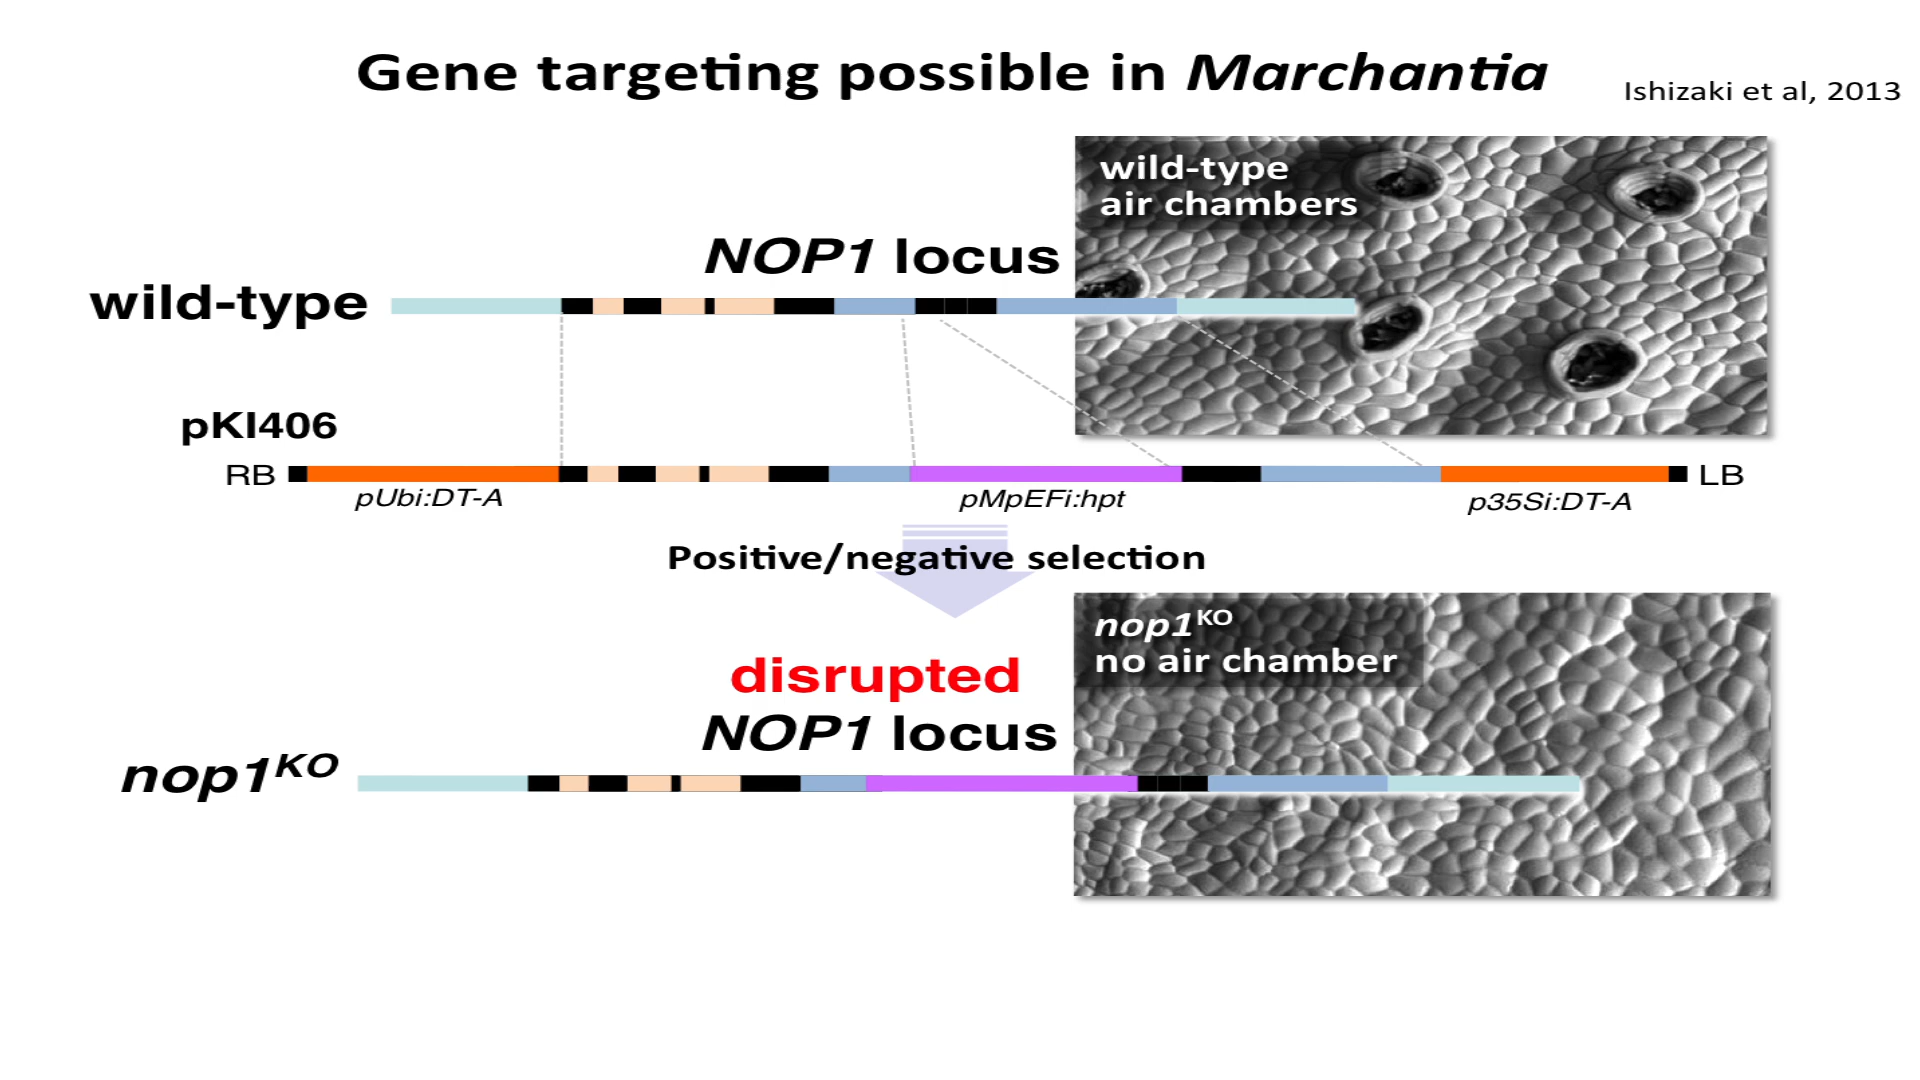 Gene targeting possible in Marchantia
Ishizaki et al, 2013
wild-type
air chambers
NOP1 locus
wild-type
pKI406
RB
LB
pUbi:DT-A
pMpEFi:hpt
p35Si:DT-A
Positive/negative selection
nop1KO
no air chamber
disrupted
NOP1 locus
nop1KO